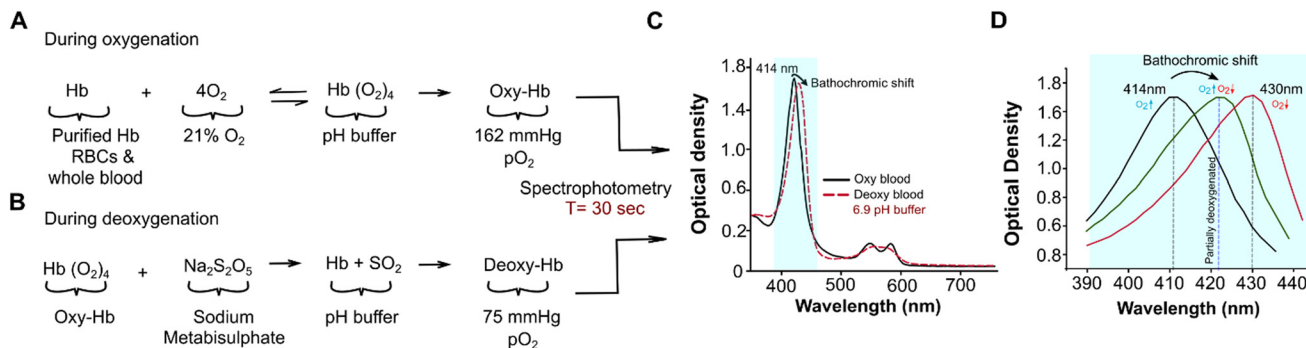 A
During oxygenation
Hb + 4O₂ ⇌ Hb (O₂)₄ → Oxy-Hb
Purified Hb 21% O₂ pH buffer 162 mmHg
RBCs & pO₂
whole blood
Spectrophotometry
T= 30 sec
B
During deoxygenation
Hb (O₂)₄ + Na₂S₂O₅ → Hb + SO₂ → Deoxy-Hb
Oxy-Hb Sodium pH buffer 75 mmHg
Metabisulphate pO₂
C
414 nm
Bathochromic shift
Oxy blood
Deoxy blood
6.9 pH buffer
Optical density
1.8
1.4
1.0
0.6
0.2
0
400 500 600 700
Wavelength (nm)
D
Bathochromic shift
414nm O₂↑
O₂↑ O₂↓
430nm O₂↓
Partially deoxygenated
Optical Density
1.8
1.6
1.2
1.0
0.6
0.8
390 400 410 420 430 440
Wavelength (nm)